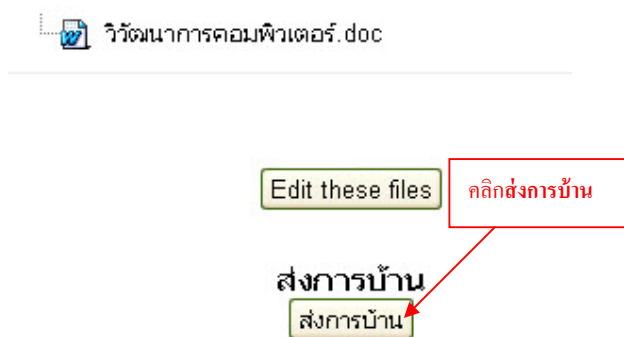 วิวัฒนาการคอมพิวเตอร์.doc
Edit these files
คลิกส่งการบ้าน
ส่งการบ้าน
ส่งการบ้าน